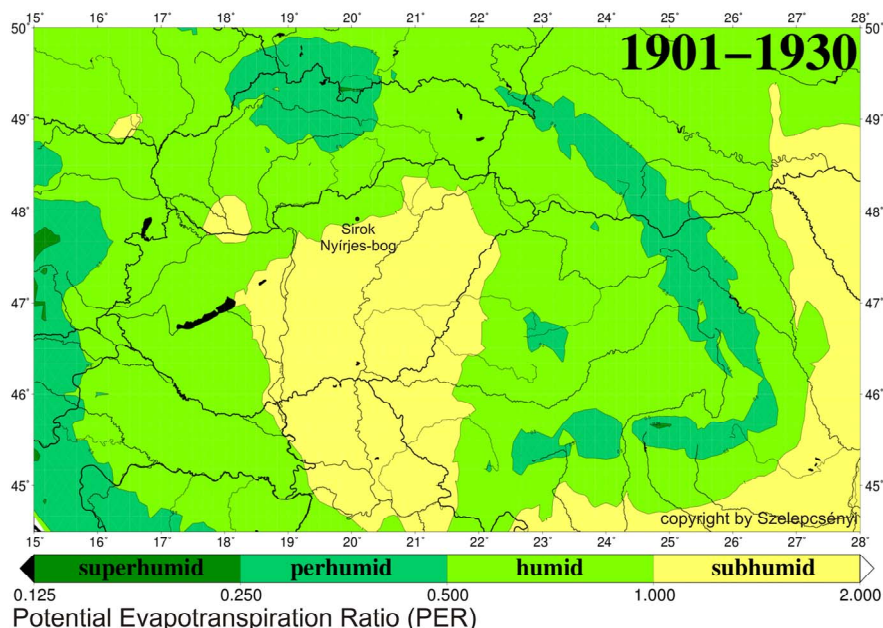 15 16 17 18 19 20 21 22 23 24 25 26 27 28
50° 50°
1901–1930
49° 49°
48° 48°
Sirok
Nyírjes-bog
47° 47°
46° 46°
45° 45°
copyright by Szelepcsényi
15 16 17 18 19 20 21 22 23 24 25 26 27 28
superhumid perhumid humid subhumid
0.125 0.250 0.500 1.000 2.000
Potential Evapotranspiration Ratio (PER)